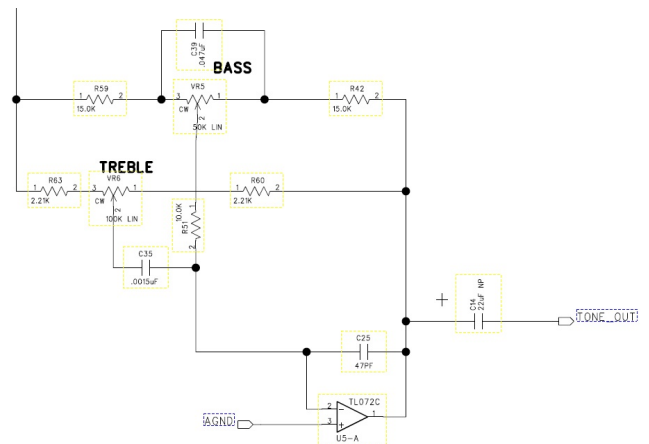 C39
.047uF
BASS
R59
1 2
15.0K
VR5
3 1
CW 2
50K LIN
R42
1 2
15.0K
TREBLE
R63
1 2
2.21K
VR6
3 1
CW 2
100K LIN
R60
1 2
2.21K
1
10.0K
R51
2
C35
.0015uF
+
C14
22uF NP
TONE_OUT
C25
47PF
TL072C
2 -
1
3 +
U5-A
AGND